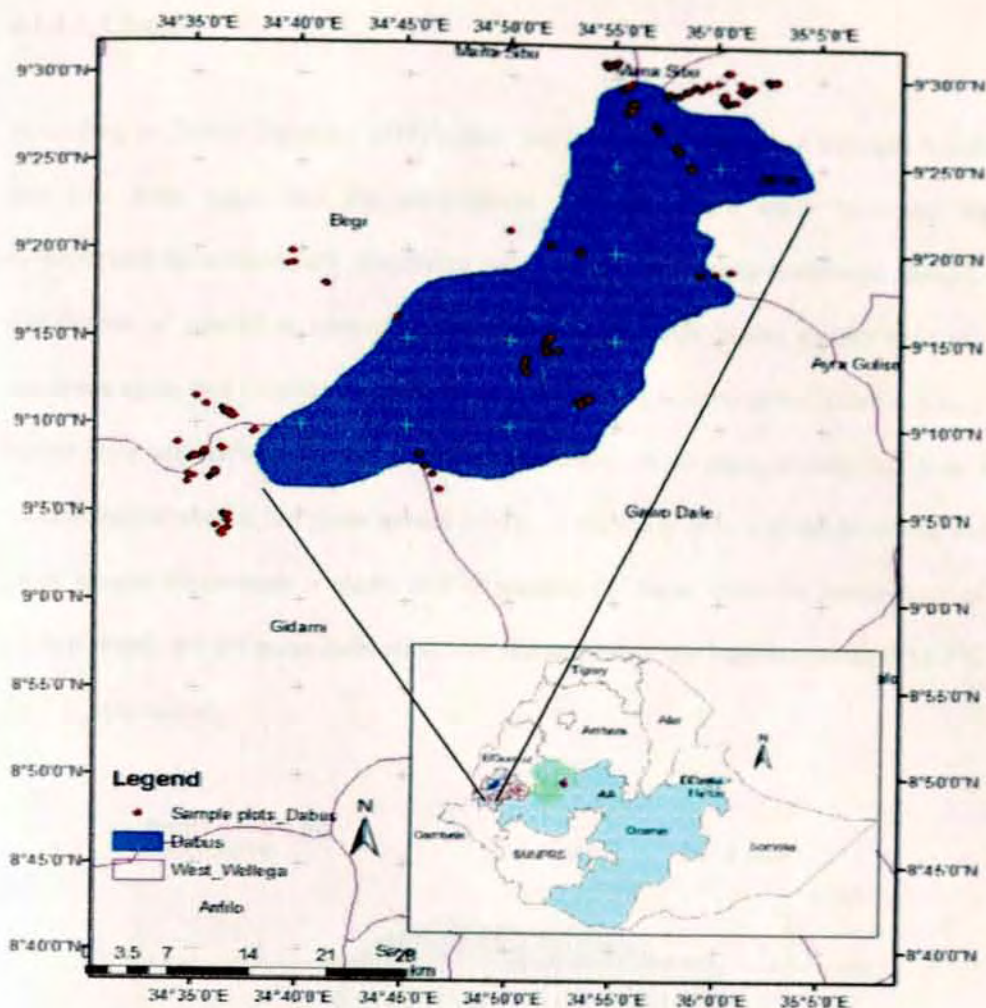 34°35'0"E 34°40'0"E 34°45'0"E 34°50'0"E 34°55'0"E 35°0'0"E 35°5'0"E
9°30'0"N 9°30'0"N
9°25'0"N 9°25'0"N
Begi
9°20'0"N 9°20'0"N
9°15'0"N 9°15'0"N
Ayra Guliso
9°10'0"N 9°10'0"N
9°5'0"N 9°5'0"N
9°0'0"N 9°0'0"N
Gidami
8°55'0"N 8°55'0"N
Tigray
Afar
Amhara
N
8°50'0"N 8°50'0"N
Legend
Sample plots_Dabus
N
AA
Oromia
Dabus
Gambela
SNNPRS
Somalia
8°45'0"N 8°45'0"N
West_Wellega
Anfilo
8°40'0"N 8°40'0"N
0 3.5 7 14 21 28
km
34°35'0"E 34°40'0"E 34°45'0"E 34°50'0"E 34°55'0"E 35°0'0"E 35°5'0"E